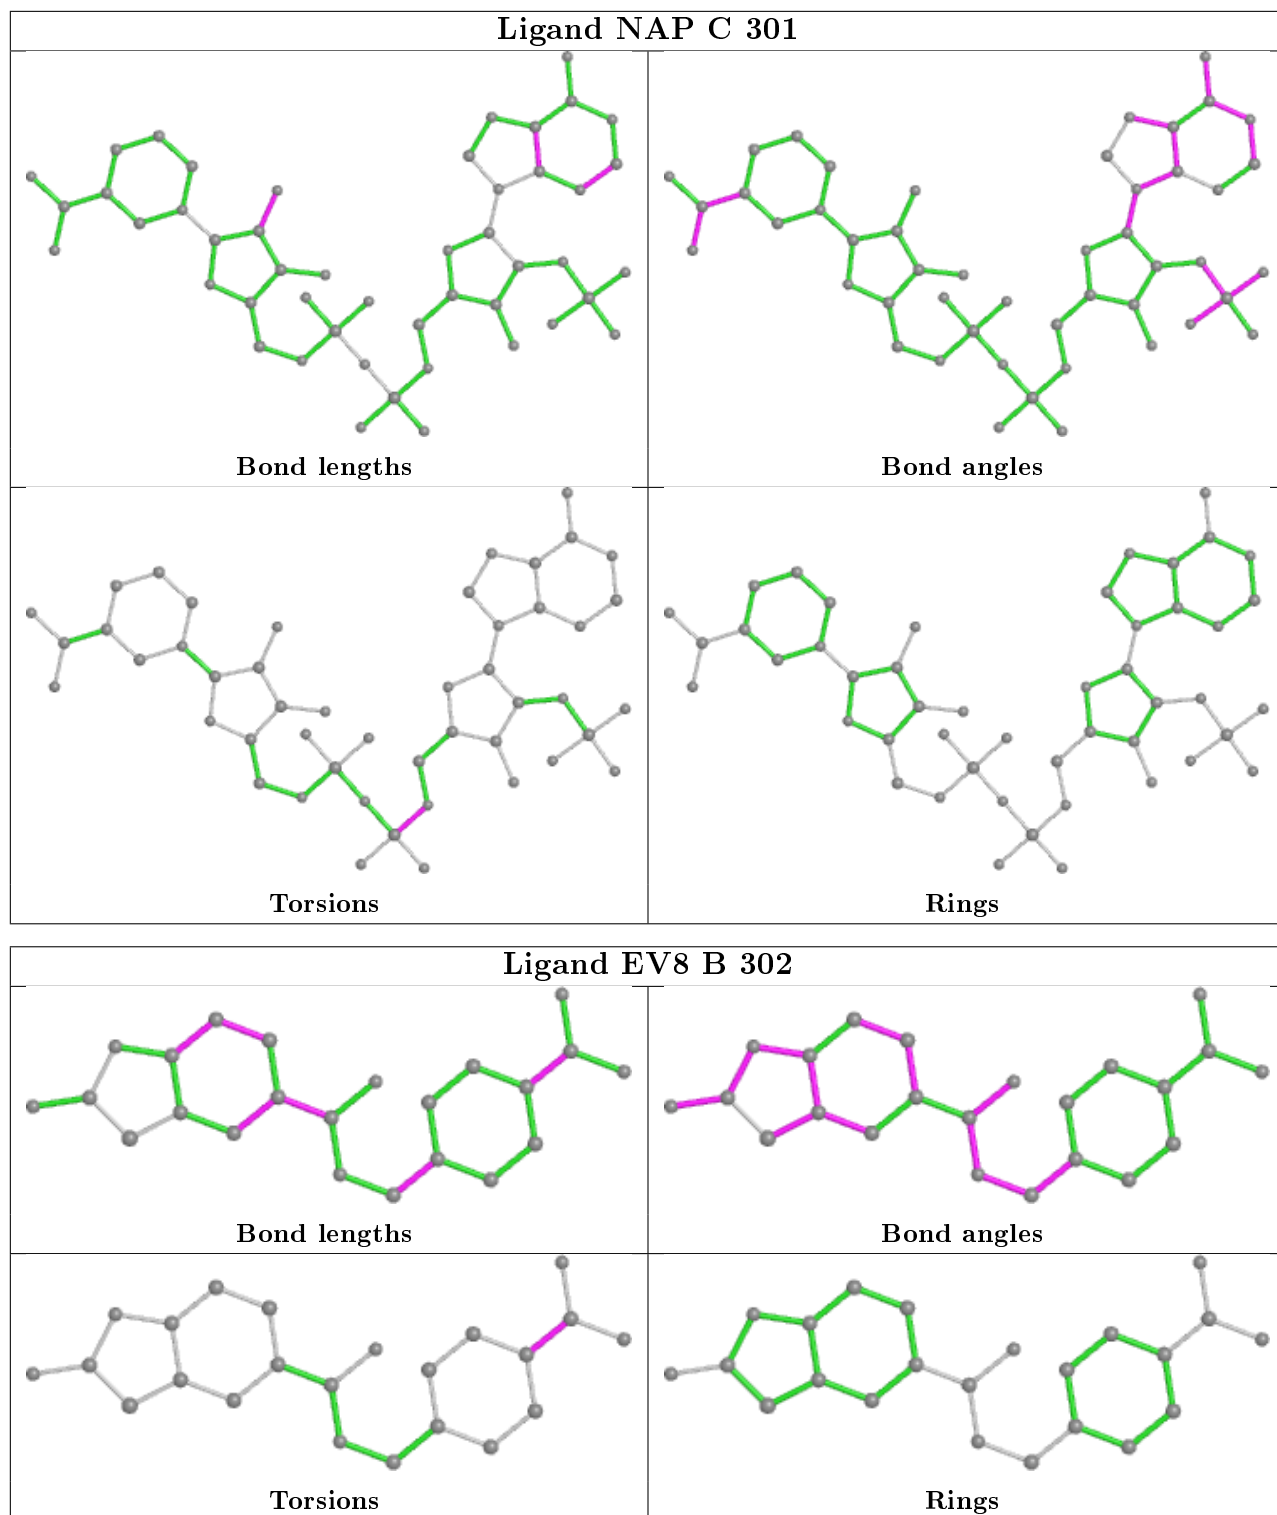 Ligand NAP C 301
Bond lengths
Bond angles
Torsions
Rings
Ligand EV8 B 302
Bond lengths
Bond angles
Torsions
Rings